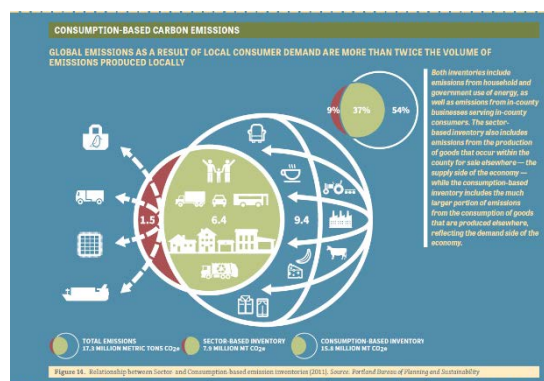 CONSUMPTION-BASED CARBON EMISSIONS
GLOBAL EMISSIONS AS A RESULT OF LOCAL CONSUMER DEMAND ARE MORE THAN TWICE THE VOLUME OF
EMISSIONS PRODUCED LOCALLY
9%
37%
54%
Both inventories include
emissions from household and
government use of energy, as
well as emissions from in-county
businesses serving in-county
consumers. The sector-
based inventory also includes
emissions from the production
of goods that occur within the
county for sale elsewhere — the
supply side of the economy —
while the consumption-based
inventory includes the much
larger portion of emissions
from the consumption of goods
that are produced elsewhere,
reflecting the demand side of the
economy.
1.5
6.4
9.4
TOTAL EMISSIONS
17.3 MILLION METRIC TONS CO2e
SECTOR-BASED INVENTORY
7.9 MILLION MT CO2e
CONSUMPTION-BASED INVENTORY
15.8 MILLION MT CO2e
Figure 14. Relationship between Sector- and Consumption-based emission inventories (2011). Source: Portland Bureau of Planning and Sustainability